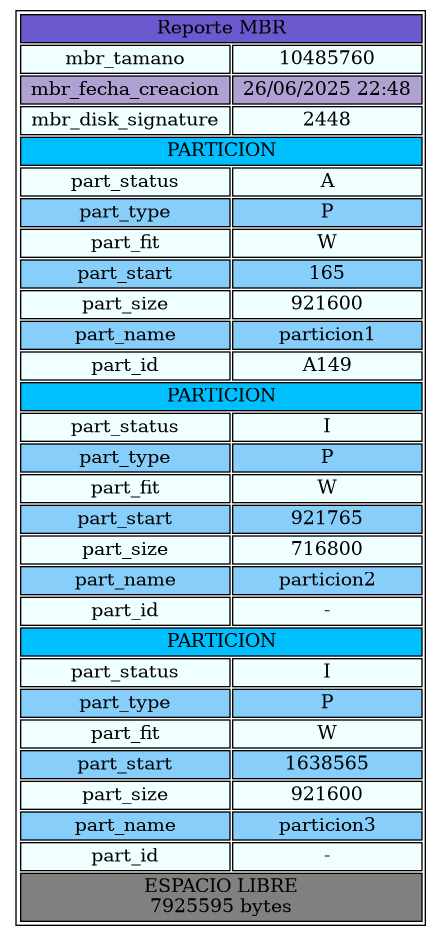 Reporte MBR
mbr_tamano 10485760
mbr_fecha_creacion 26/06/2025 22:48
mbr_disk_signature 2448
PARTICION
part_status A
part_type P
part_fit W
part_start 165
part_size 921600
part_name particion1
part_id A149
PARTICION
part_status I
part_type P
part_fit W
part_start 921765
part_size 716800
part_name particion2
part_id -
PARTICION
part_status I
part_type P
part_fit W
part_start 1638565
part_size 921600
part_name particion3
part_id -
ESPACIO LIBRE
7925595 bytes